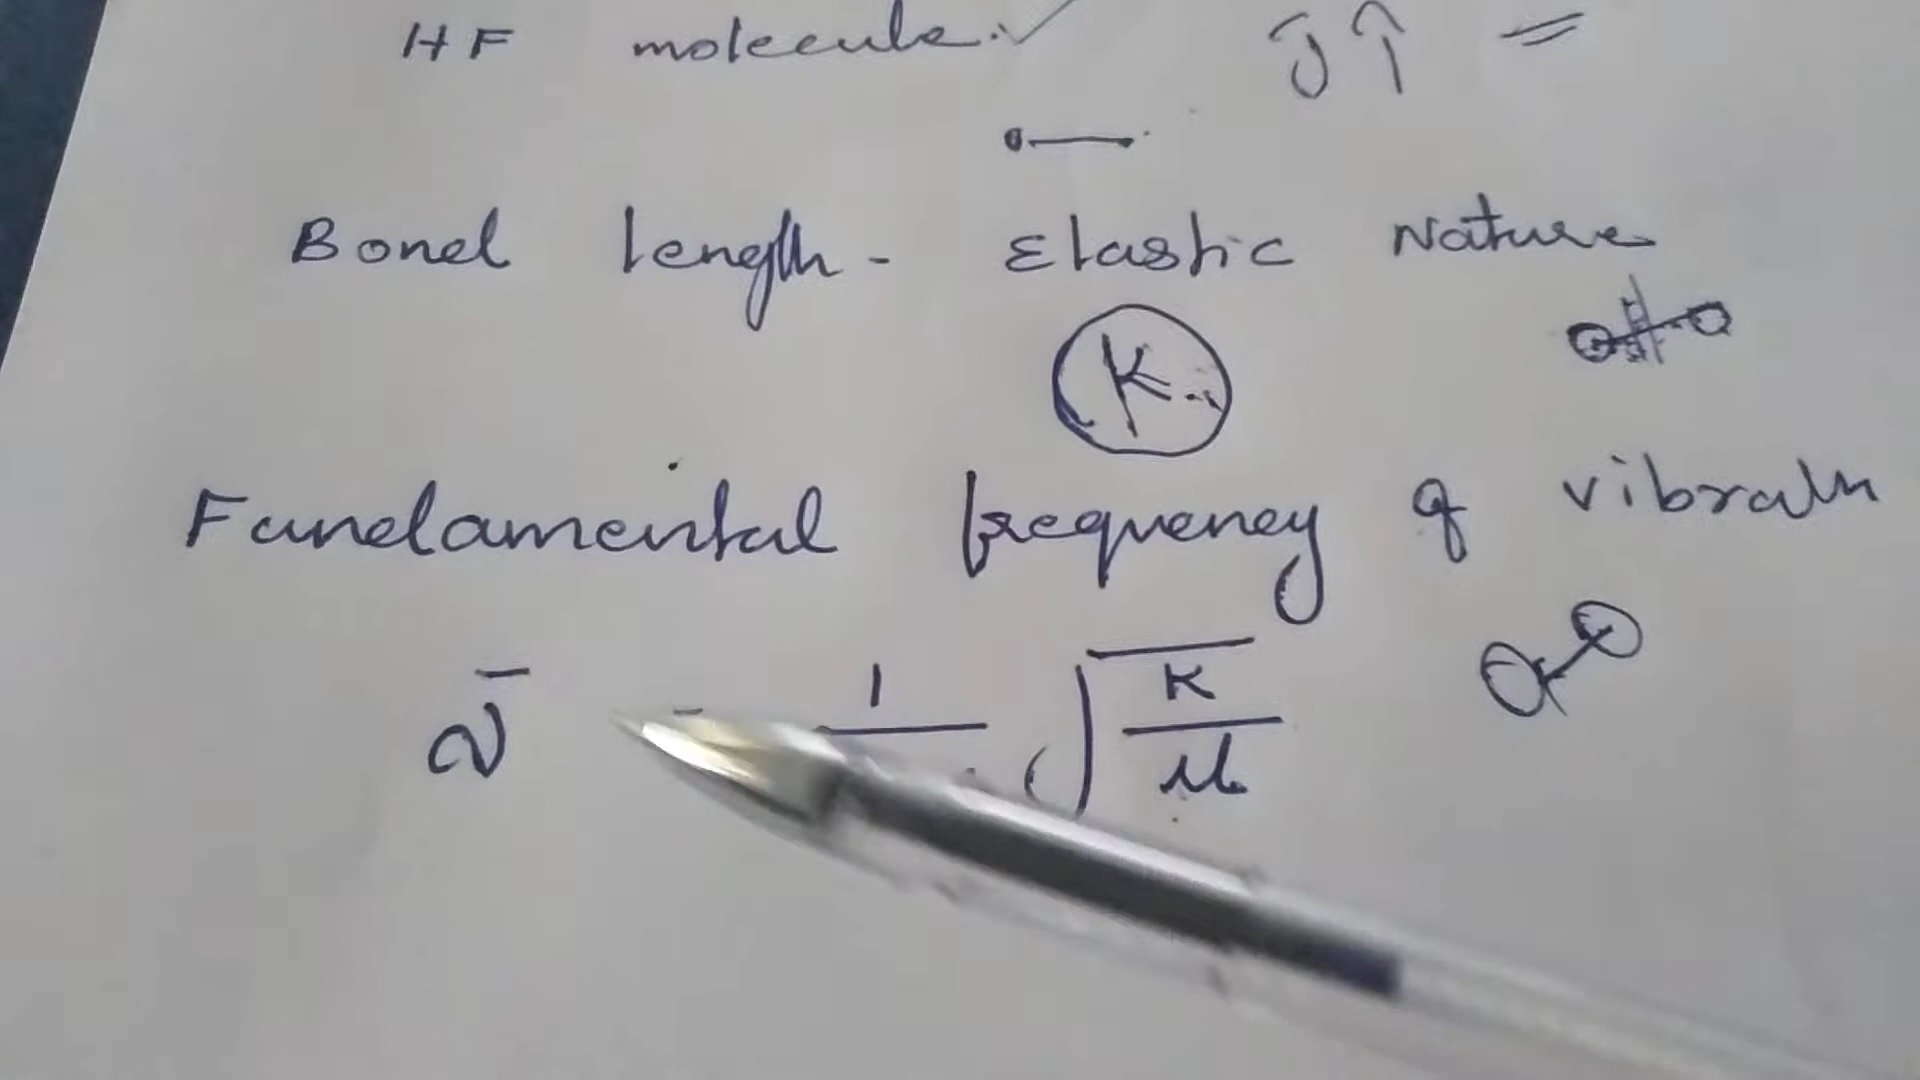 HF molecule. ✓ J↑ =
Bond length - Elastic Nature
K
Fundamental frequency of vibratn
ν̄ = 1 √ K / μ